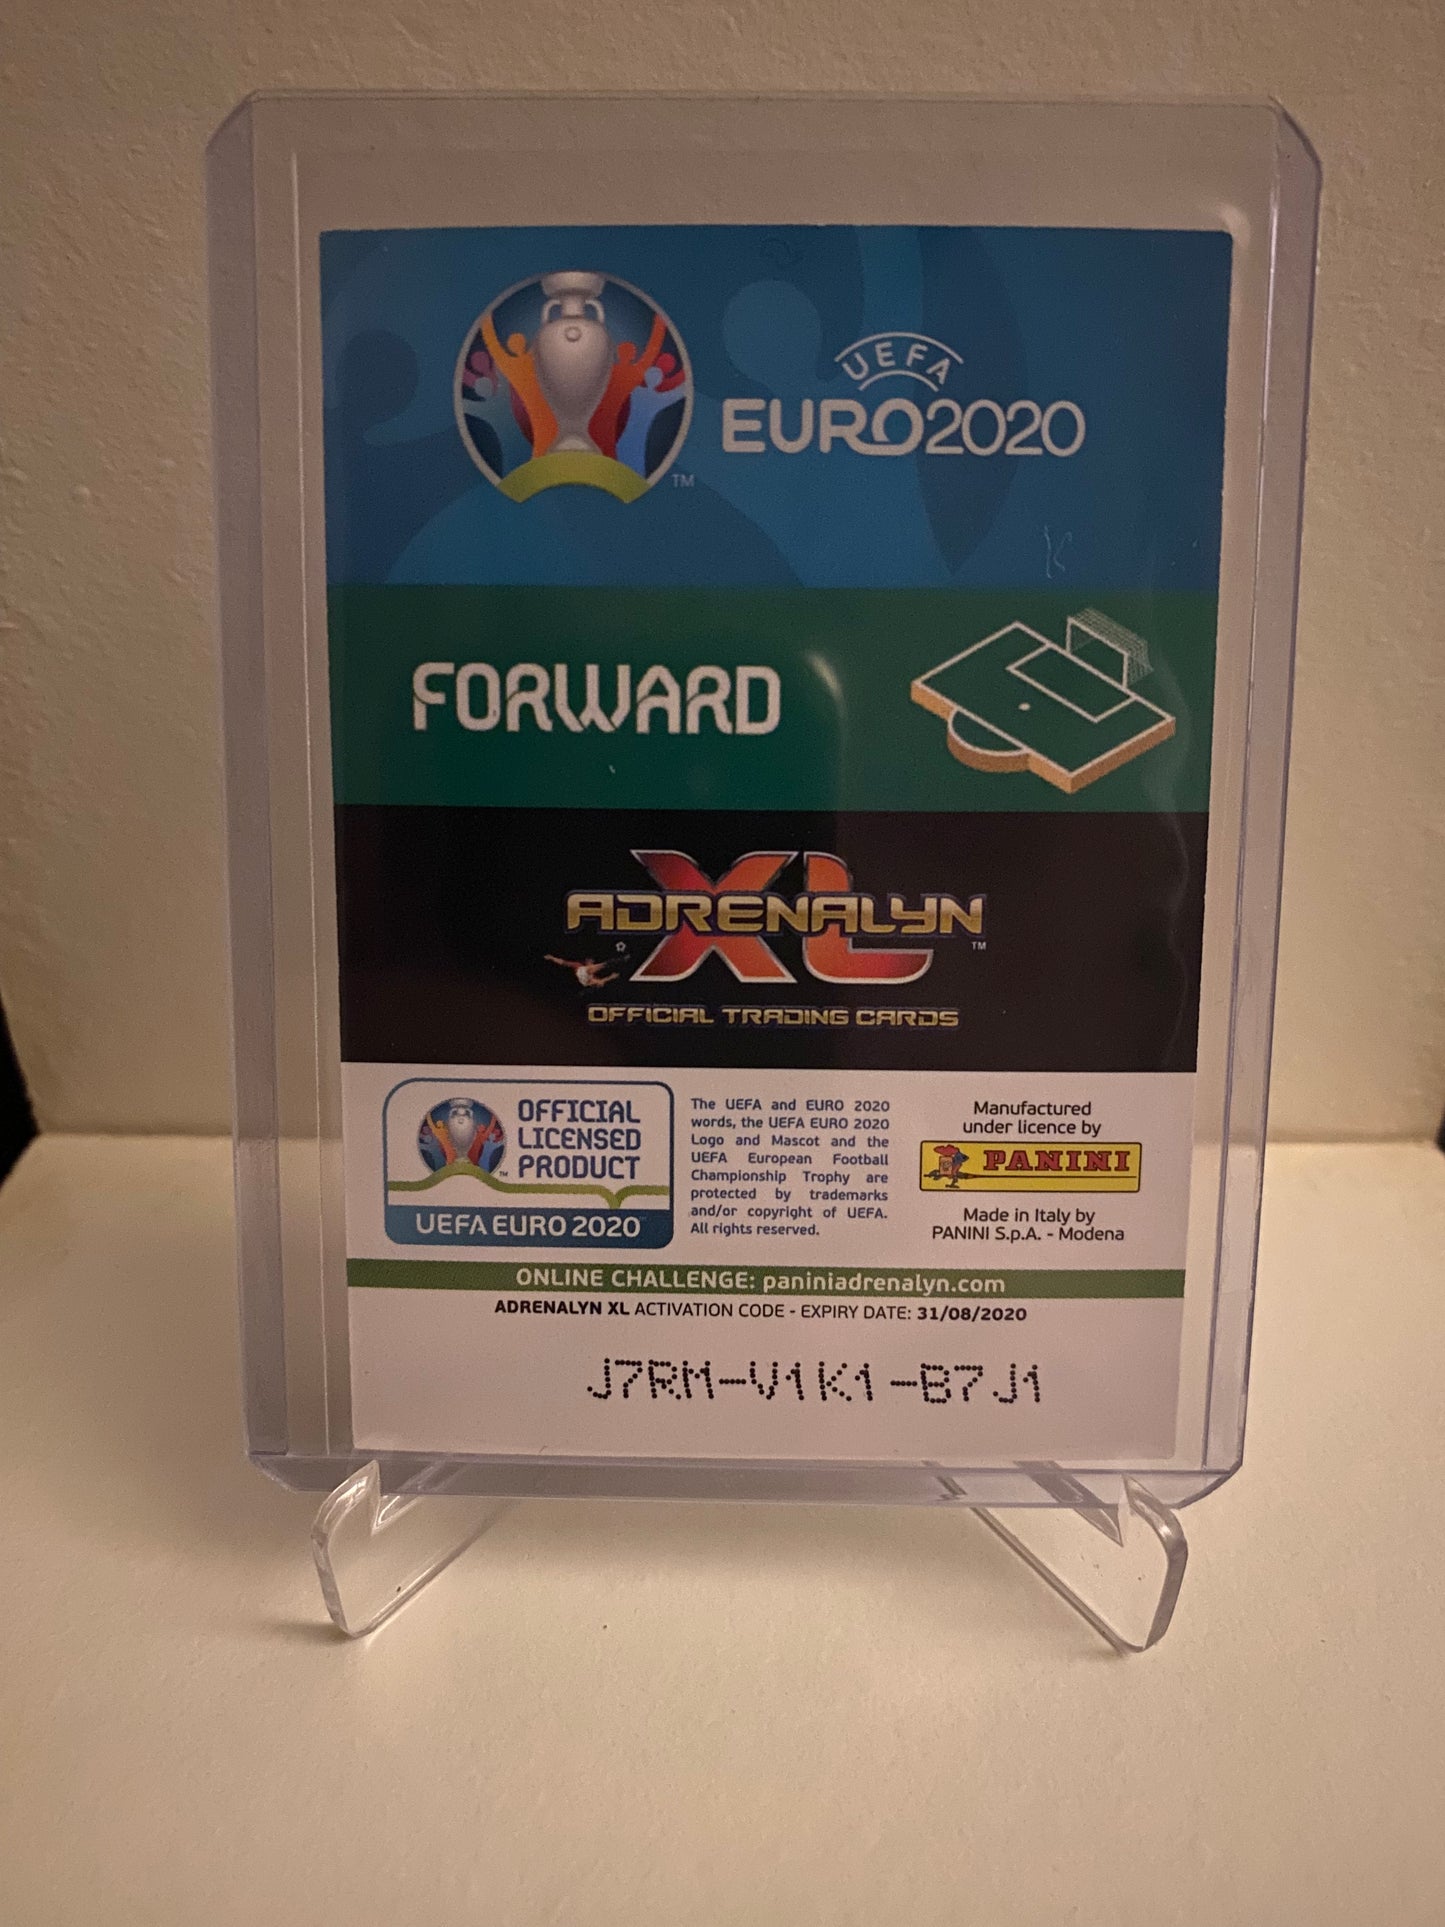 UEFA
EURO2020
TM
FORWARD
ADRENALYN
XL
TM
OFFICIAL TRADING CARDS
OFFICIAL
LICENSED
PRODUCT
TM
UEFA EURO 2020
The UEFA and EURO 2020
words, the UEFA EURO 2020
Logo and Mascot and the
UEFA European Football
Championship Trophy are
protected by trademarks
and/or copyright of UEFA.
All rights reserved.
Manufactured
under licence by
PANINI
Made in Italy by
PANINI S.p.A. - Modena
ONLINE CHALLENGE: paniniadrenalyn.com
ADRENALYN XL ACTIVATION CODE - EXPIRY DATE: 31/08/2020
J7RM-V1K1-B7J1